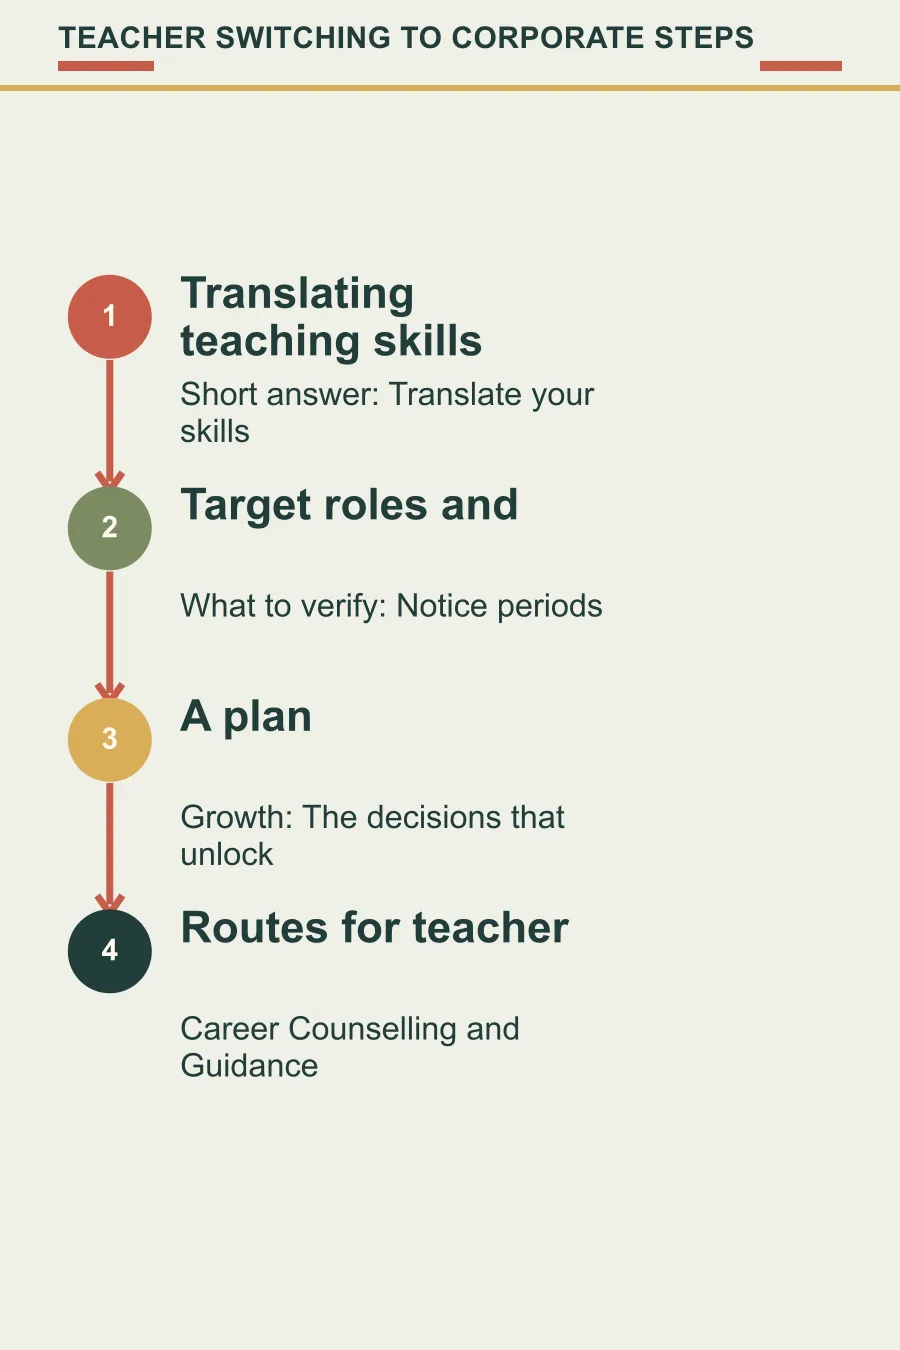 TEACHER SWITCHING TO CORPORATE STEPS
1
Translating
teaching skills
Short answer: Translate your
skills
2
Target roles and
What to verify: Notice periods
3
A plan
Growth: The decisions that
unlock
4
Routes for teacher
Career Counselling and
Guidance